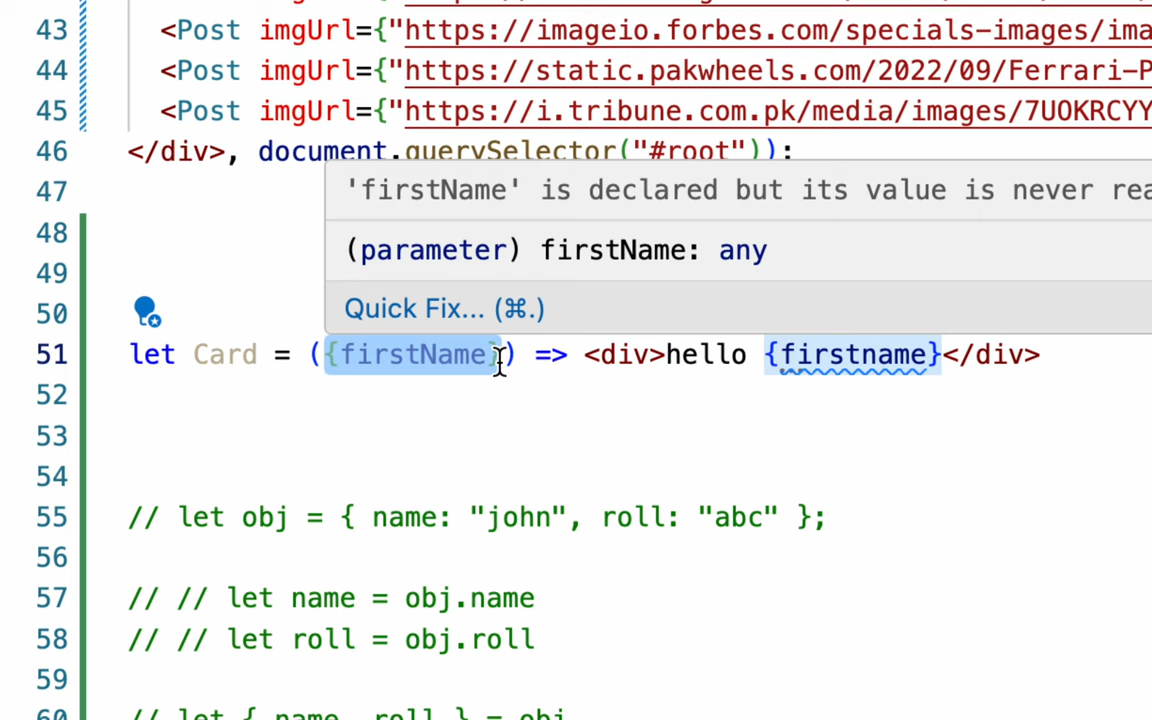 43 <Post imgUrl={"https://imageio.forbes.com/specials-images/ima
44 <Post imgUrl={"https://static.pakwheels.com/2022/09/Ferrari-P
45 <Post imgUrl={"https://i.tribune.com.pk/media/images/7UOKRCYY
46 </div>, document.querySelector("#root"));
47
'firstName' is declared but its value is never rea
48
(parameter) firstName: any
49
50 Quick Fix... (⌘.)
51 let Card = ({firstName}) => <div>hello {firstname}</div>
52
53
54
55 // let obj = { name: "john", roll: "abc" };
56
57 // // let name = obj.name
58 // // let roll = obj.roll
59
60 // let { name, roll } = obj